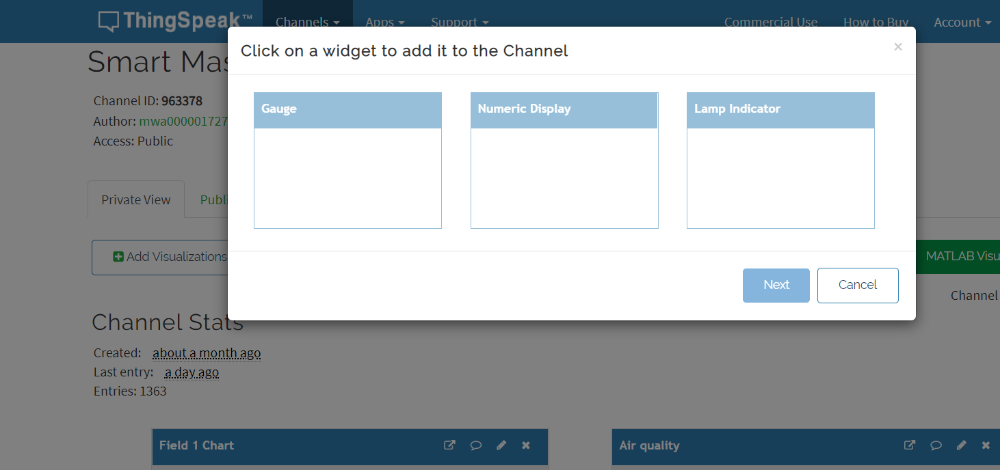 ThingSpeak™ Channels Apps Support Commercial Use How to Buy Account
Click on a widget to add it to the Channel ×
Smart Mas
Channel ID: 963378
Author: mwa000001727
Access: Public
Gauge Numeric Display Lamp Indicator
Private View Publi
Add Visualizations MATLAB Visu
Next Cancel
Channel
Channel Stats
Created: about a month ago
Last entry: a day ago
Entries: 1363
Field 1 Chart Air quality